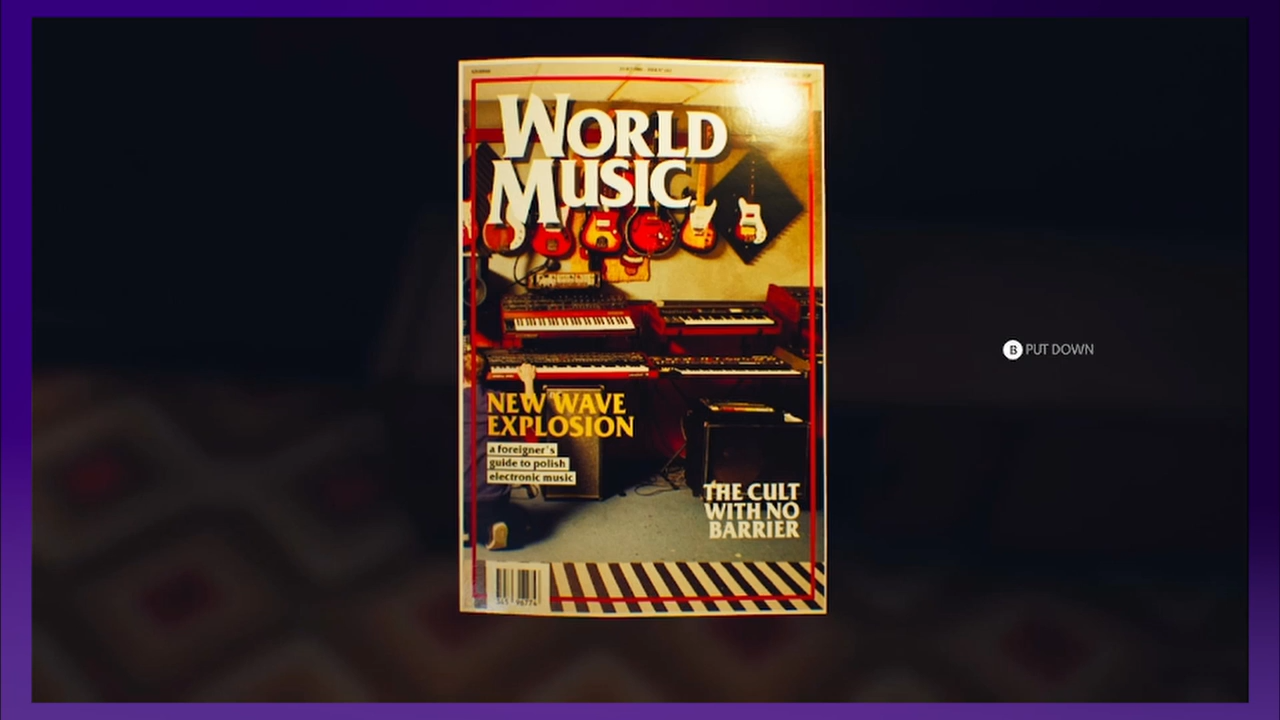 WORLD
MUSIC
NEW WAVE
EXPLOSION
a foreigner's
guide to polish
electronic music
THE CULT
WITH NO
BARRIER
B PUT DOWN